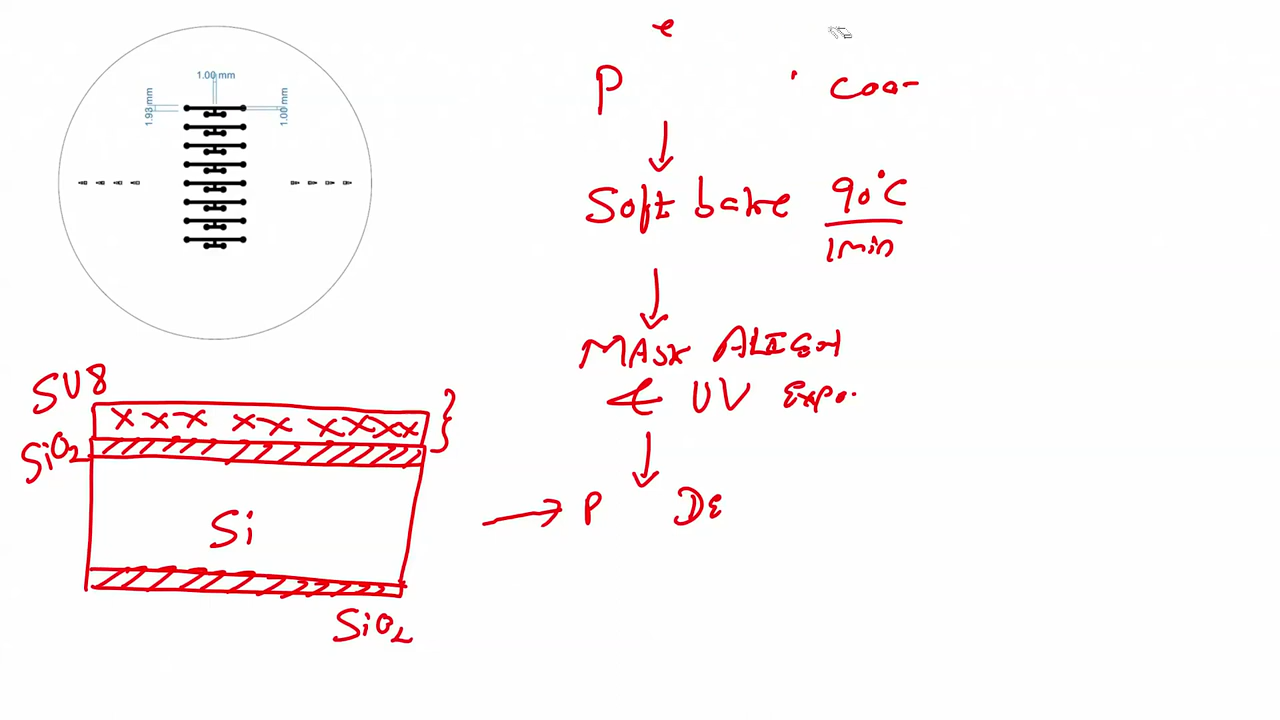 1.00 mm
1.93 mm
1.00 mm
e
P coa
Soft bake 90°C
1min
MASK ALIGN
& UV Expo.
P DE
SU8
SiO2
Si
SiO2